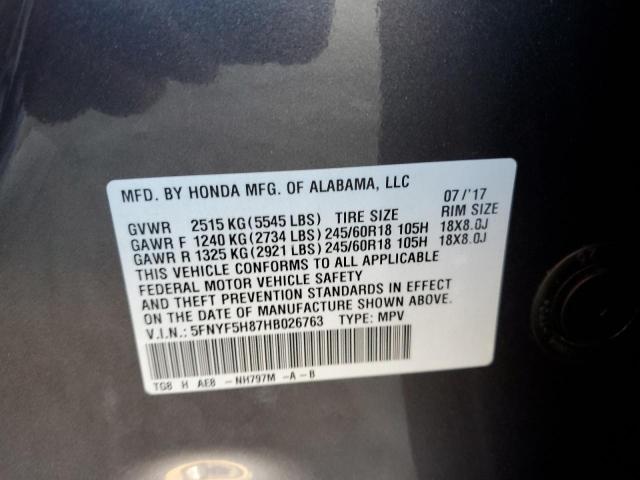 MFD. BY HONDA MFG. OF ALABAMA, LLC 07/'17
GVWR 2515 KG (5545 LBS) TIRE SIZE RIM SIZE
GAWR F 1240 KG (2734 LBS) 245/60R18 105H 18X8.0J
GAWR R 1325 KG (2921 LBS) 245/60R18 105H 18X8.0J
THIS VEHICLE CONFORMS TO ALL APPLICABLE
FEDERAL MOTOR VEHICLE SAFETY
AND THEFT PREVENTION STANDARDS IN EFFECT
ON THE DATE OF MANUFACTURE SHOWN ABOVE.
V.I.N.: 5FNYF5H87HB026763 TYPE: MPV
TG8 H AE8 -NH797M -A-B